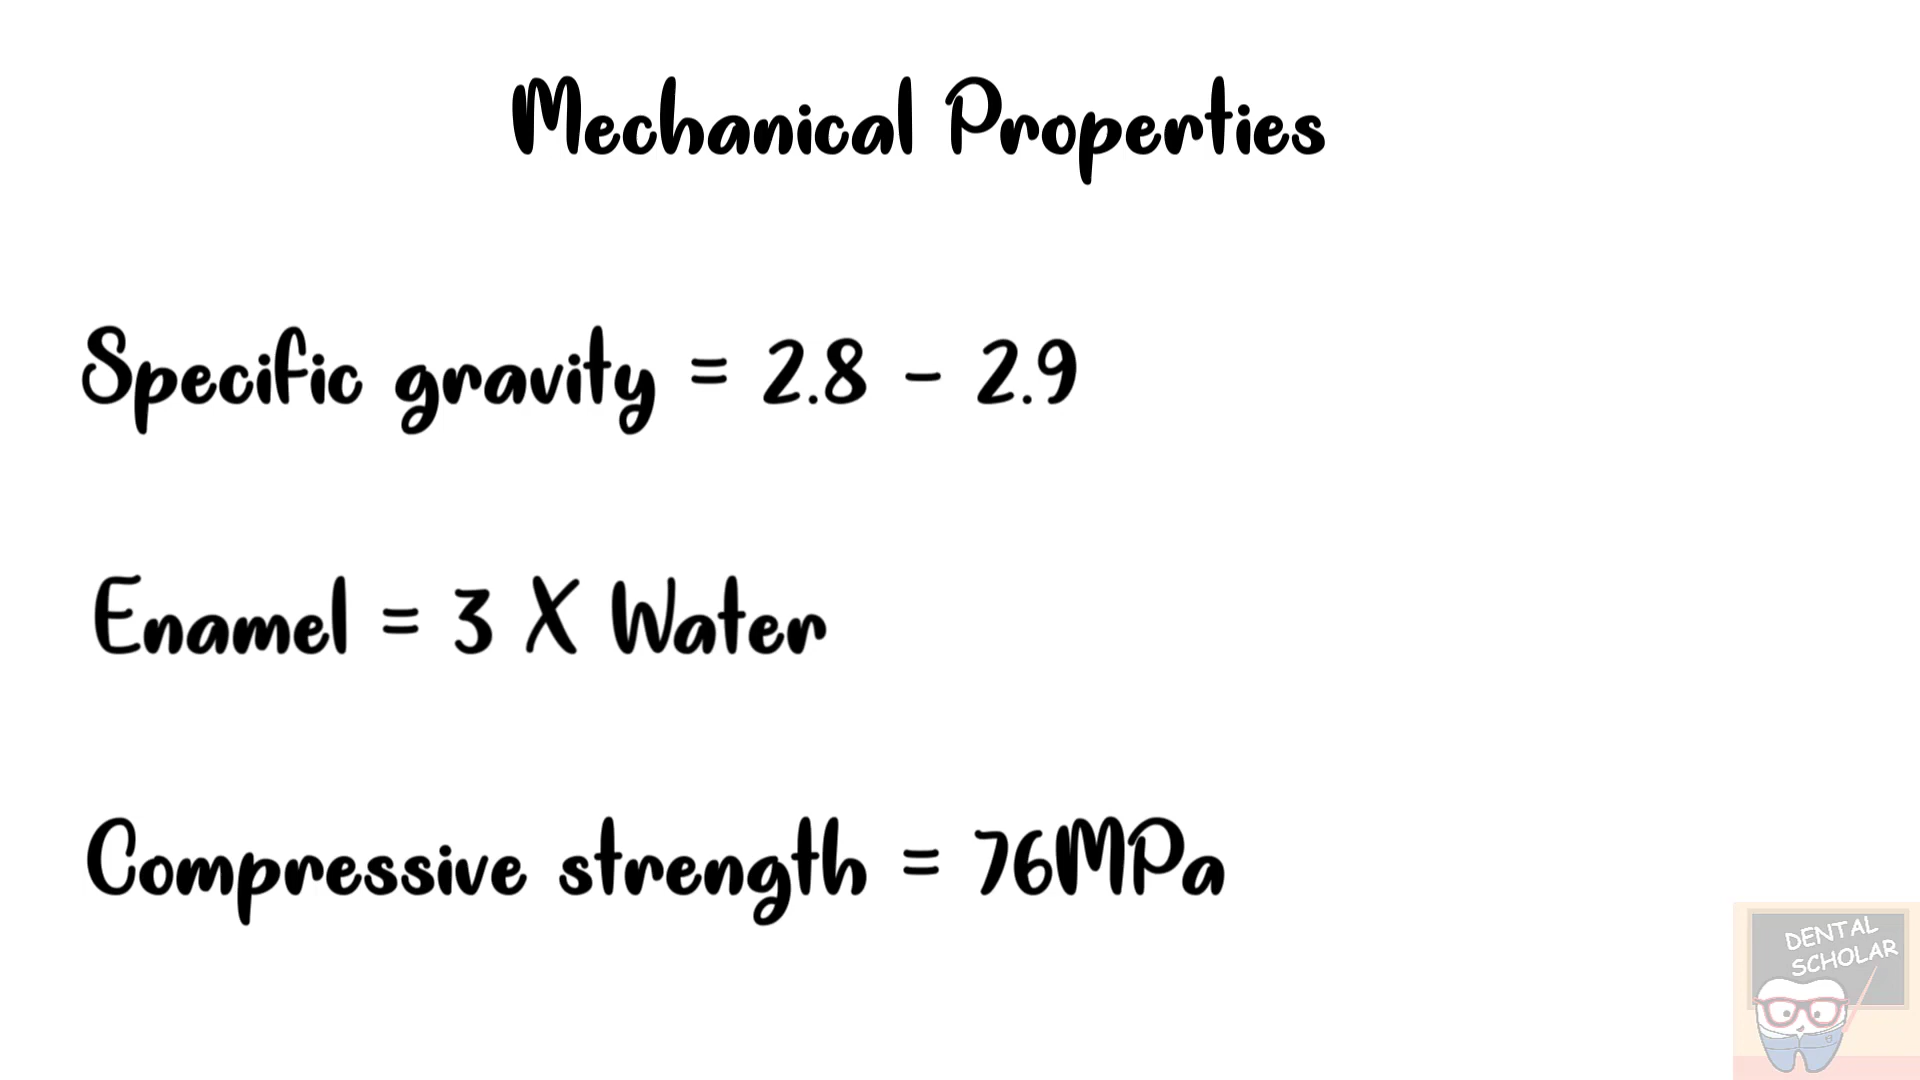 Mechanical Properties
Specific gravity = 2.8 - 2.9
Enamel = 3 X Water
Compressive strength = 76MPa
DENTAL
SCHOLAR